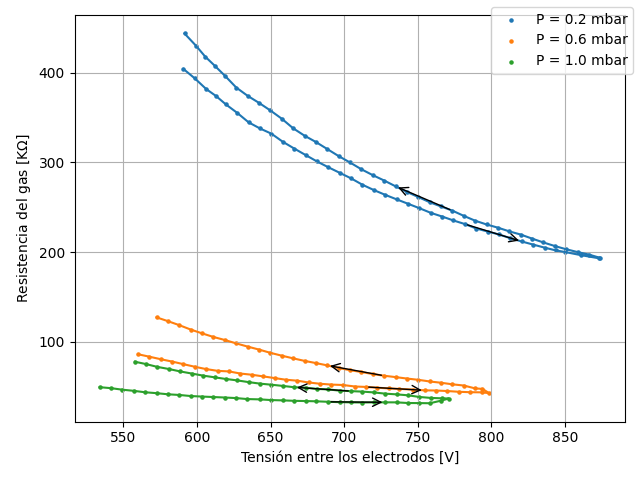 P = 0.2 mbar
P = 0.6 mbar
P = 1.0 mbar
400
300
200
100
Resistencia del gas [KΩ]
550 600 650 700 750 800 850
Tensión entre los electrodos [V]